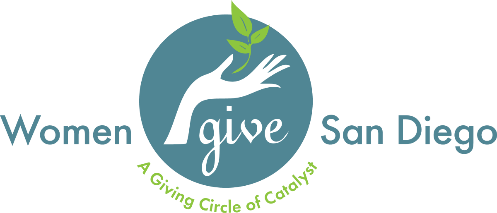 Women give San Diego
A Giving Circle of Catalyst